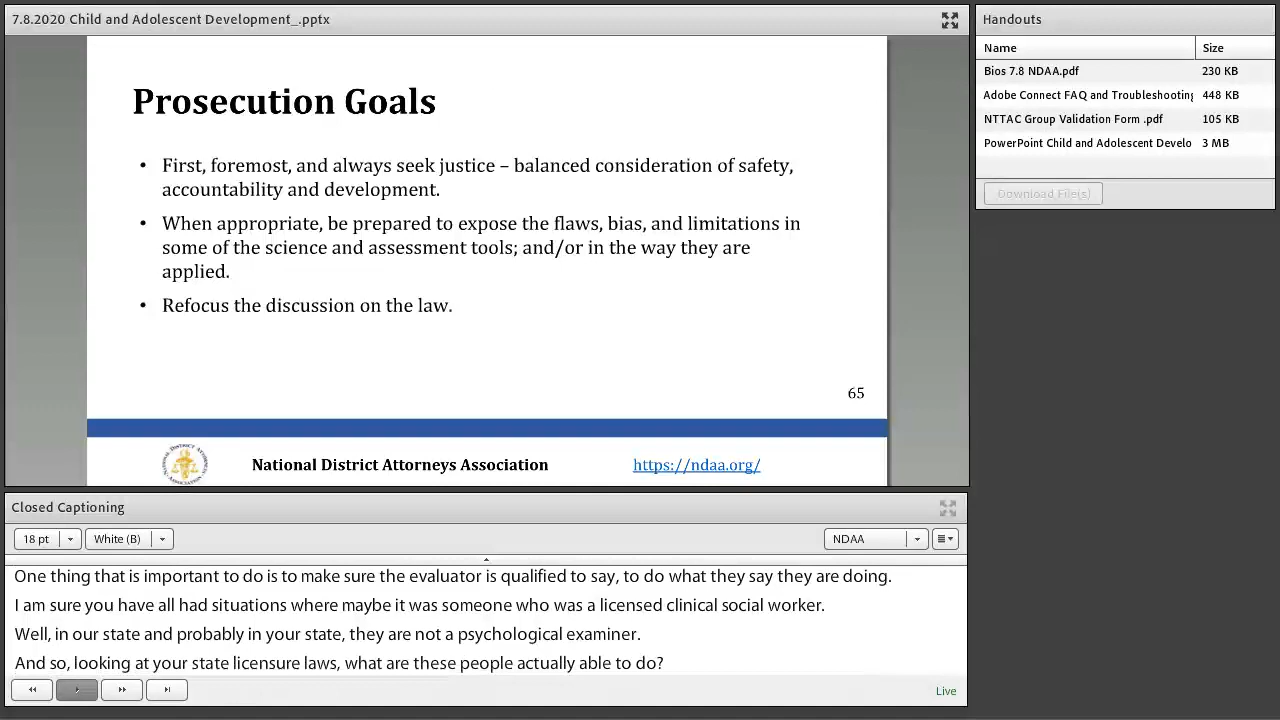 7.8.2020 Child and Adolescent Development_.pptx
Prosecution Goals
• First, foremost, and always seek justice – balanced consideration of safety,
accountability and development.
• When appropriate, be prepared to expose the flaws, bias, and limitations in
some of the science and assessment tools; and/or in the way they are
applied.
• Refocus the discussion on the law.
65
National District Attorneys Association
https://ndaa.org/
Handouts
Name Size
Bios 7.8 NDAA.pdf 230 KB
Adobe Connect FAQ and Troubleshooting 448 KB
NTTAC Group Validation Form .pdf 105 KB
PowerPoint Child and Adolescent Develo 3 MB
Download File(s)
Closed Captioning
18 pt White (B) NDAA
One thing that is important to do is to make sure the evaluator is qualified to say, to do what they say they are doing.
I am sure you have all had situations where maybe it was someone who was a licensed clinical social worker.
Well, in our state and probably in your state, they are not a psychological examiner.
And so, looking at your state licensure laws, what are these people actually able to do?
Live